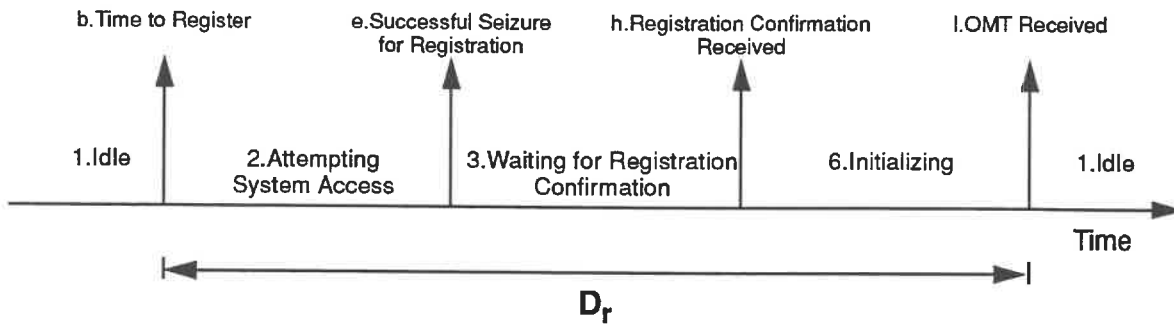 b.Time to Register
e.Successful Seizure
for Registration
h.Registration Confirmation
Received
l.OMT Received
1.Idle
2.Attempting
System Access
3.Waiting for Registration
Confirmation
6.Initializing
1.Idle
Time
Dr